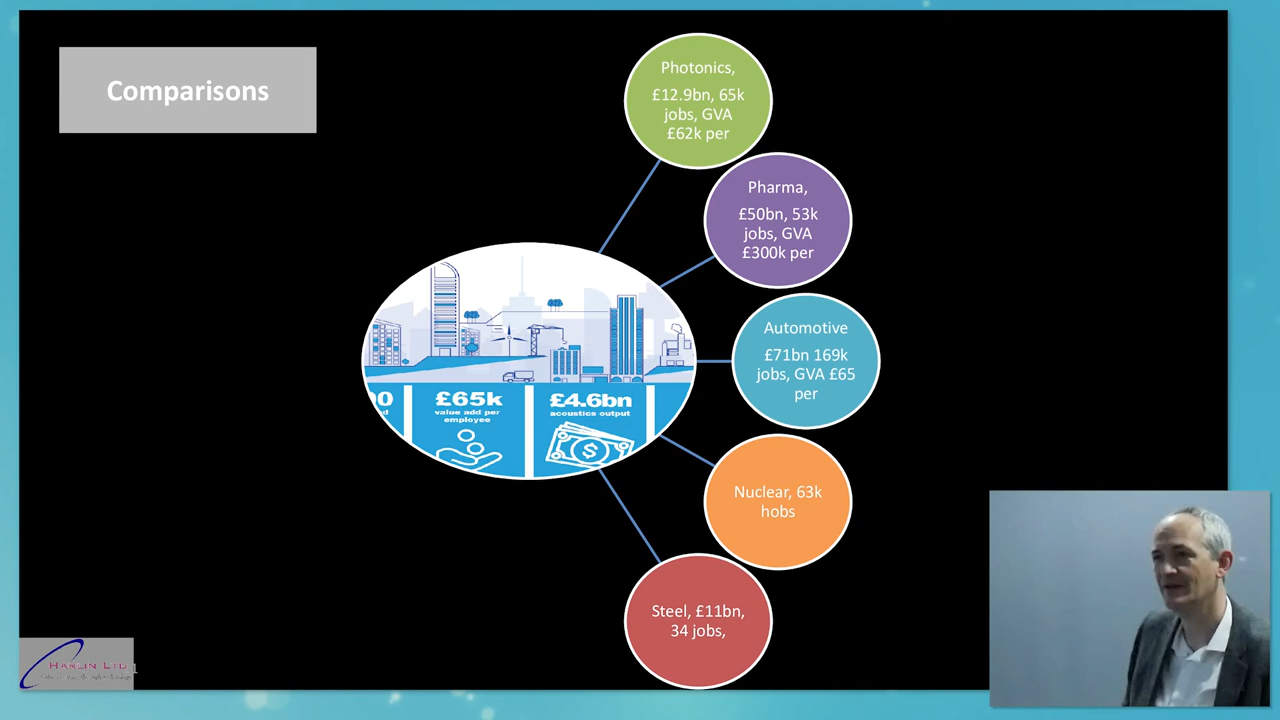 Comparisons
Photonics,
£12.9bn, 65k
jobs, GVA
£62k per
Pharma,
£50bn, 53k
jobs, GVA
£300k per
Automotive
£71bn 169k
jobs, GVA £65
per
Nuclear, 63k
hobs
Steel, £11bn,
34 jobs,
£65k
value add per
employee
£4.6bn
acoustics output
HARLIN LTD